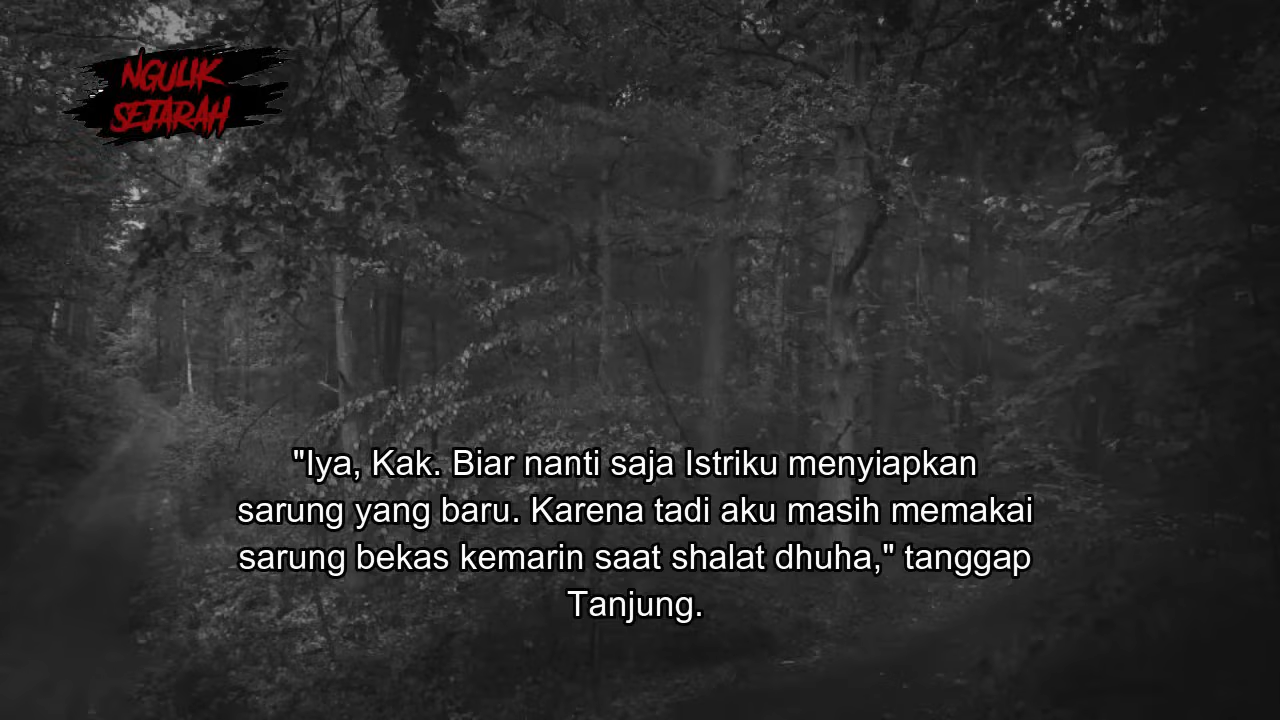 NGULIK
SEJARAH
"Iya, Kak. Biar nanti saja Istriku menyiapkan
sarung yang baru. Karena tadi aku masih memakai
sarung bekas kemarin saat shalat dhuha," tanggap
Tanjung.